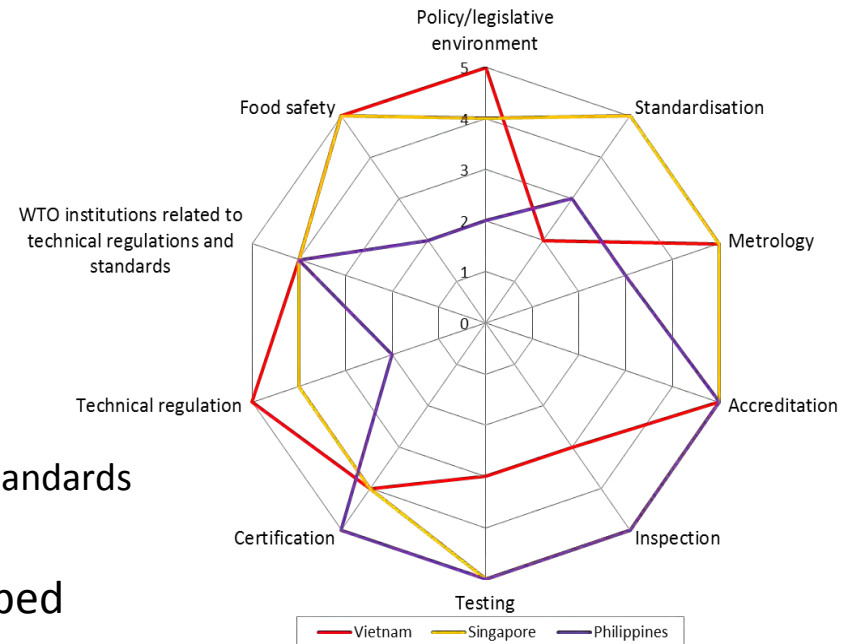 Policy/legislative
environment
5
Food safety
Standardisation
4
3
WTO institutions related to
technical regulations and
standards
2
Metrology
1
0
Technical regulation
Accreditation
andards
Certification
Inspection
ped
Testing
Vietnam Singapore Philippines